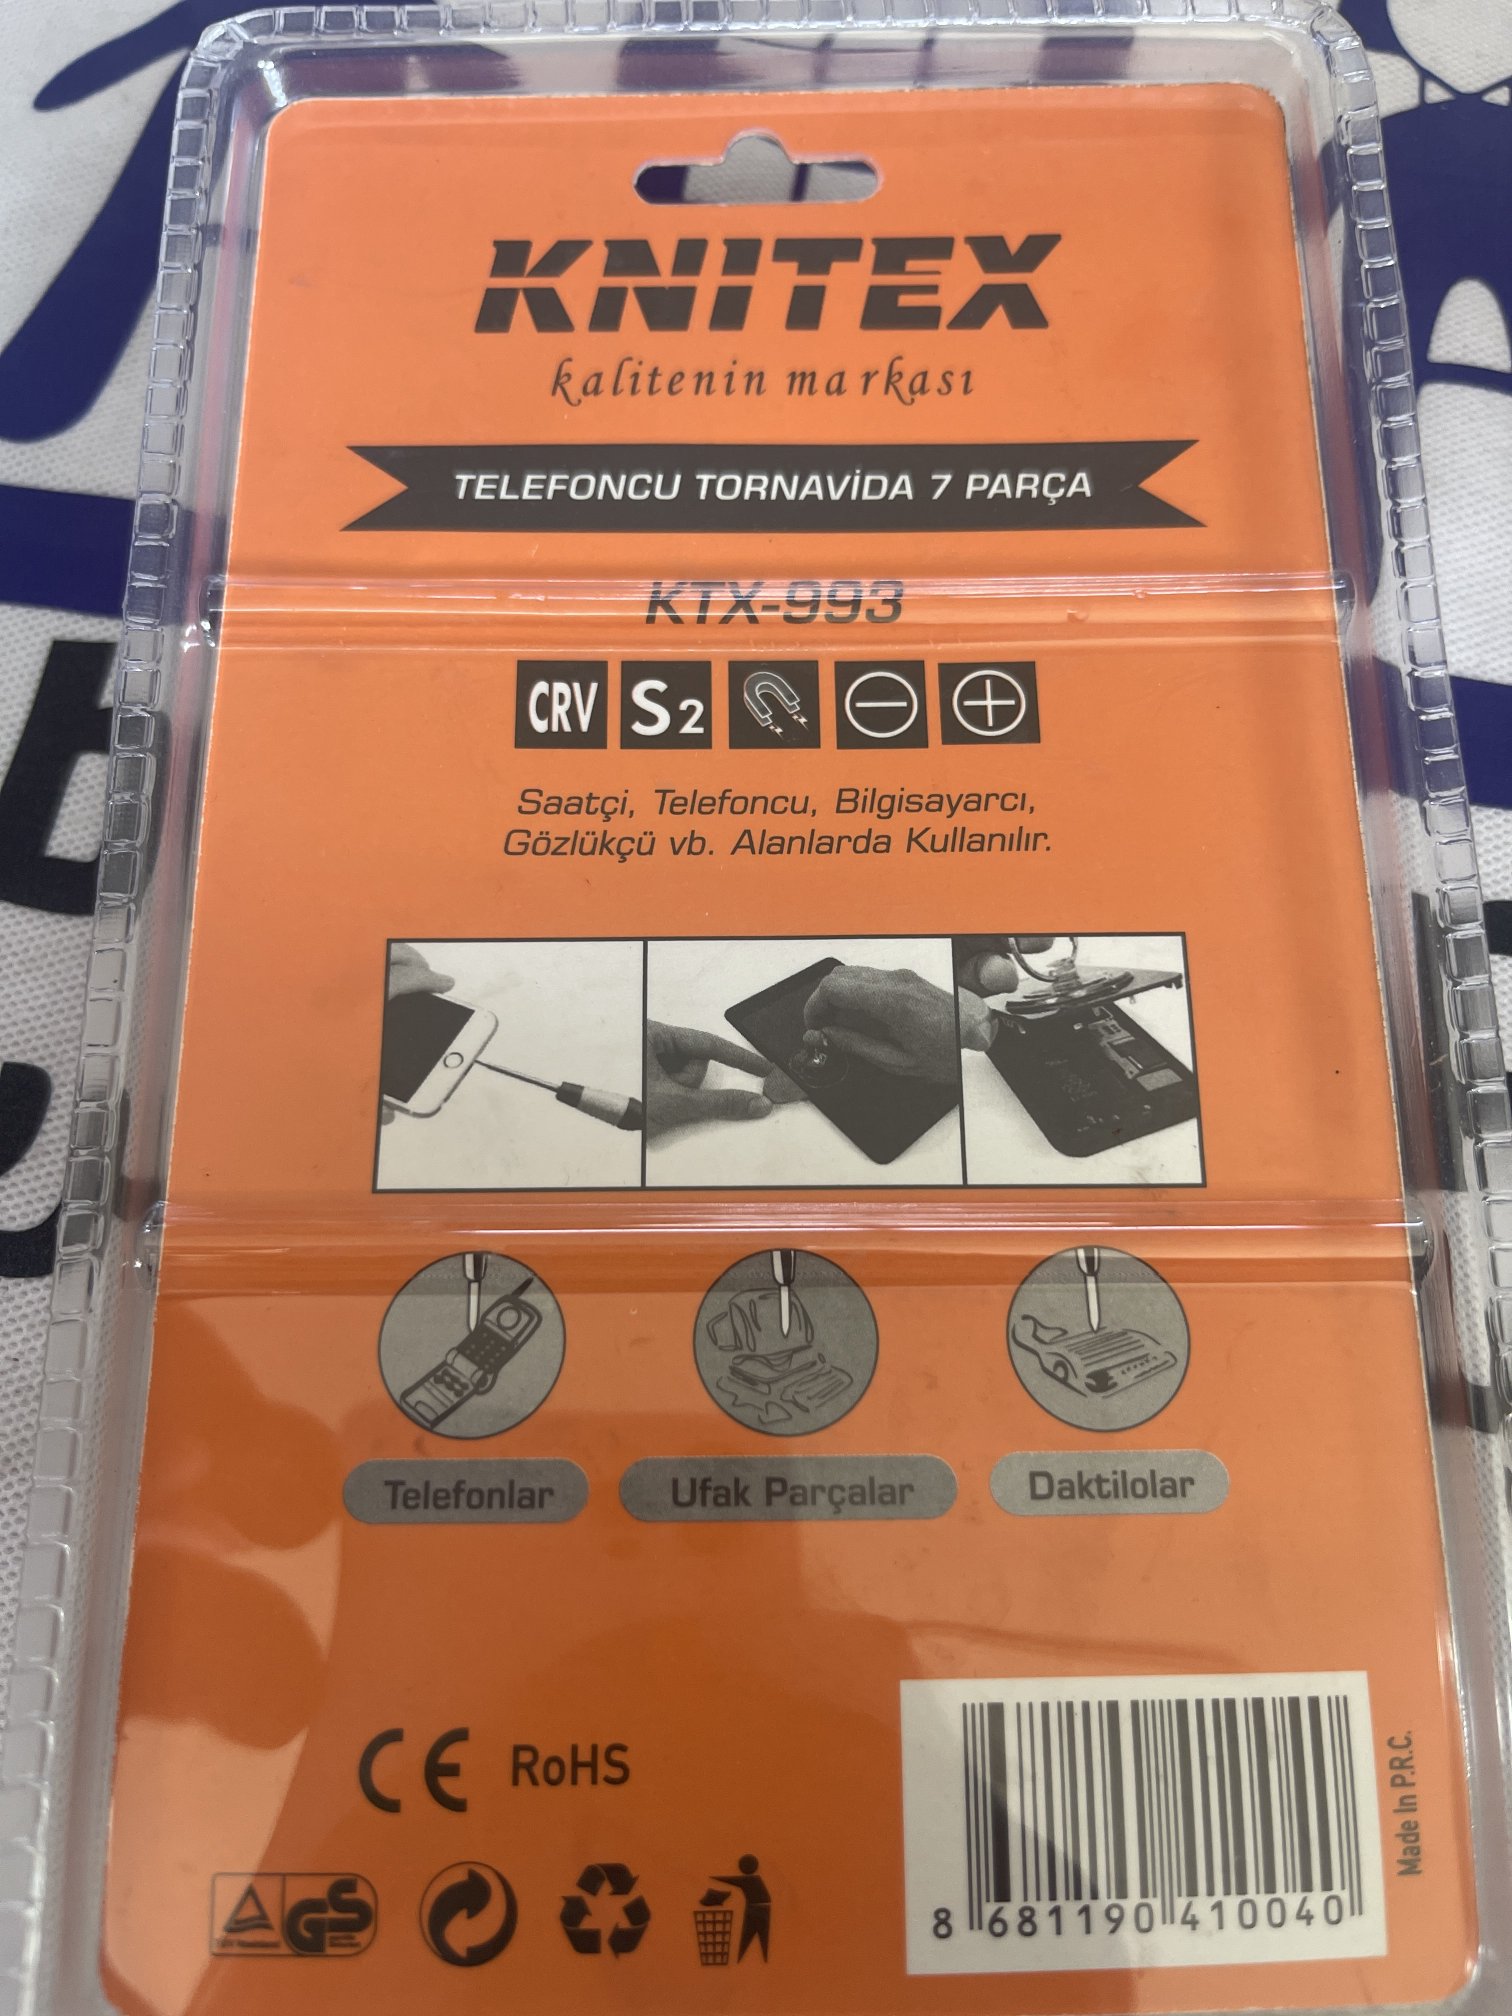 KNITEX
kalitenin markası
TELEFONCU TORNAVİDA 7 PARÇA
KTX-993
CRV S2
Saatçi, Telefoncu, Bilgisayarcı,
Gözlükçü vb. Alanlarda Kullanılır.
Telefonlar Ufak Parçalar Daktilolar
CE RoHS
GS
Made In P.R.C.
8 681190 410040